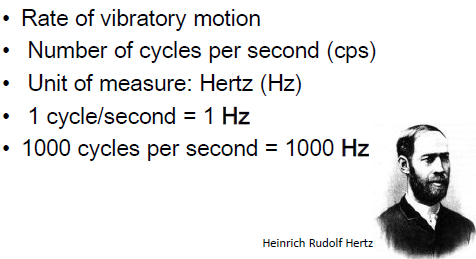 • Rate of vibratory motion
• Number of cycles per second (cps)
• Unit of measure: Hertz (Hz)
• 1 cycle/second = 1 Hz
• 1000 cycles per second = 1000 Hz
Heinrich Rudolf Hertz